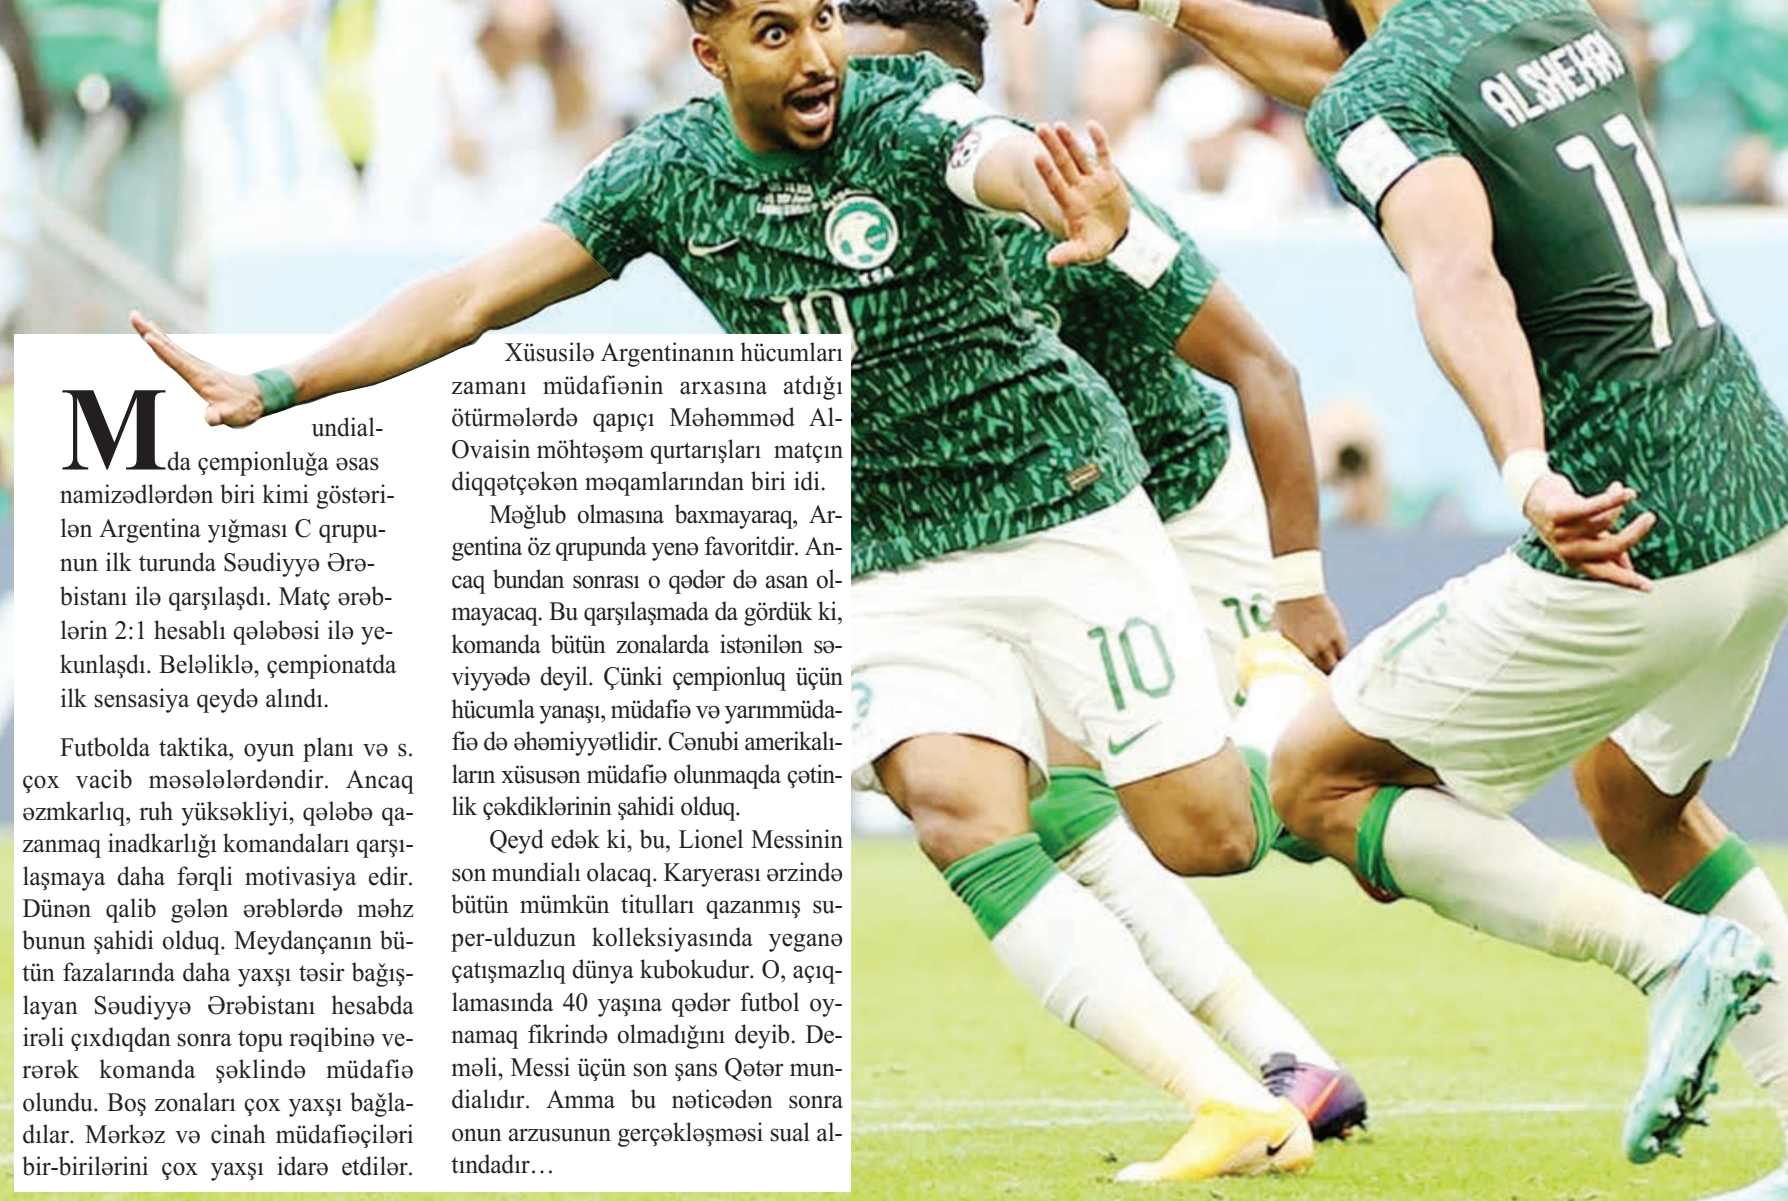 ALSHEHRI
11
10
10
Mundial-
da çempionluğa əsas
namizədlərdən biri kimi göstəri-
lən Argentina yığması C qrupu-
nun ilk turunda Səudiyyə Ərə-
bistanı ilə qarşılaşdı. Matç ərəb-
lərin 2:1 hesablı qələbəsi ilə ye-
kunlaşdı. Beləliklə, çempionatda
ilk sensasiya qeydə alındı.
Futbolda taktika, oyun planı və s.
çox vacib məsələlərdəndir. Ancaq
əzmkarlıq, ruh yüksəkliyi, qələbə qa-
zanmaq inadkarlığı komandaları qarşı-
laşmaya daha fərqli motivasiya edir.
Dünən qalib gələn ərəblərdə məhz
bunun şahidi olduq. Meydançanın bü-
tün fazalarında daha yaxşı təsir bağış-
layan Səudiyyə Ərəbistanı hesabda
irəli çıxdıqdan sonra topu rəqibinə ve-
rərək komanda şəklində müdafiə
olundu. Boş zonaları çox yaxşı bağla-
dılar. Mərkəz və cinah müdafiəçiləri
bir-birilərini çox yaxşı idarə etdilər.
Xüsusilə Argentinanın hücumları
zamanı müdafiənin arxasına atdığı
ötürmələrdə qapıçı Məhəmməd Al-
Ovaisin möhtəşəm qurtarışları matçın
diqqətçəkən məqamlarından biri idi.
Məğlub olmasına baxmayaraq, Ar-
gentina öz qrupunda yenə favoritdir. An-
caq bundan sonrası o qədər də asan ol-
mayacaq. Bu qarşılaşmada da gördük ki,
komanda bütün zonalarda istənilən sə-
viyyədə deyil. Çünki çempionluq üçün
hücumla yanaşı, müdafiə və yarımmüda-
fiə də əhəmiyyətlidir. Cənubi amerikalı-
ların xüsusən müdafiə olunmaqda çətin-
lik çəkdiklərinin şahidi olduq.
Qeyd edək ki, bu, Lionel Messinin
son mundialı olacaq. Karyerası ərzində
bütün mümkün titulları qazanmış su-
per-ulduzun kolleksiyasında yeganə
çatışmazlıq dünya kubokudur. O, açıq-
lamasında 40 yaşına qədər futbol oy-
namaq fikrində olmadığını deyib. De-
məli, Messi üçün son şans Qətər mun-
dialıdır. Amma bu nəticədən sonra
onun arzusunun gerçəkləşməsi sual al-
tındadır…